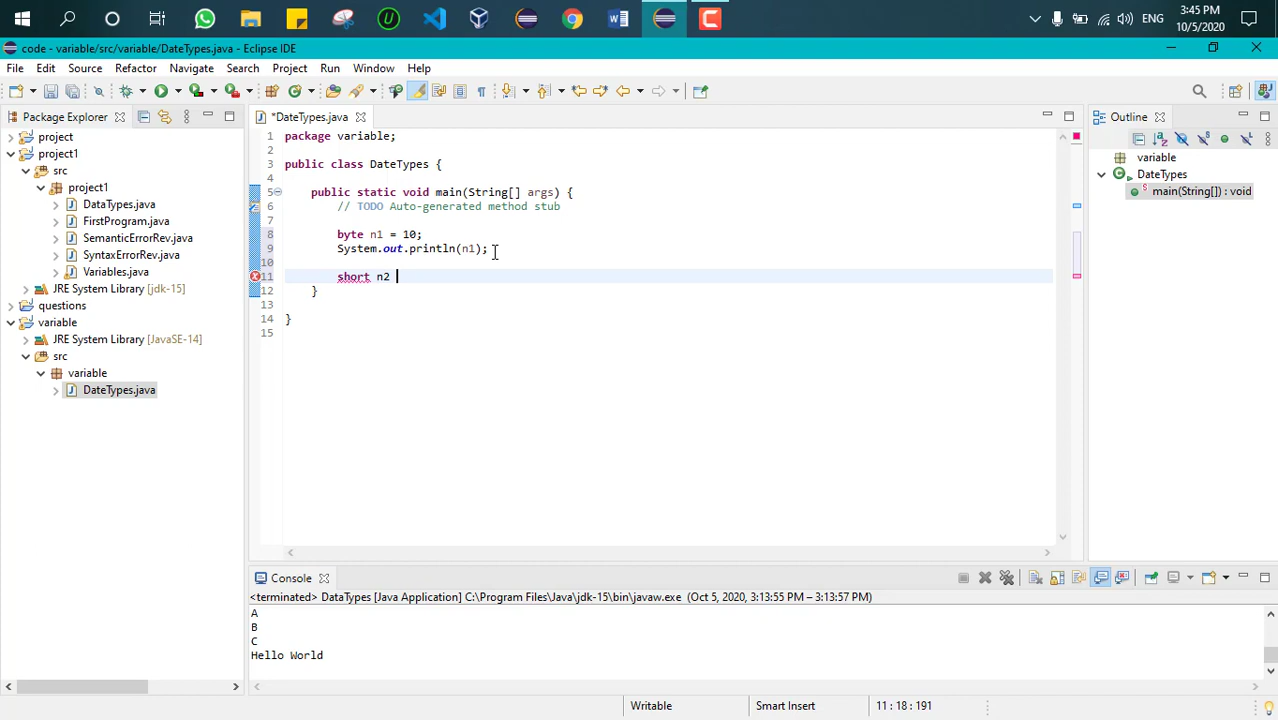 3:45 PM
ENG
10/5/2020
code - variable/src/variable/DateTypes.java - Eclipse IDE
File Edit Source Refactor Navigate Search Project Run Window Help
Package Explorer
*DateTypes.java
Outline
project
project1
src
project1
DataTypes.java
FirstProgram.java
SemanticErrorRev.java
SyntaxErrorRev.java
Variables.java
JRE System Library [jdk-15]
questions
variable
JRE System Library [JavaSE-14]
src
variable
DateTypes.java
1 package variable;
2
3 public class DateTypes {
4
5 public static void main(String[] args) {
6 // TODO Auto-generated method stub
7
8 byte n1 = 10;
9 System.out.println(n1);
10
11 short n2
12 }
13
14 }
15
variable
DateTypes
main(String[]) : void
Console
<terminated> DataTypes [Java Application] C:\Program Files\Java\jdk-15\bin\javaw.exe (Oct 5, 2020, 3:13:55 PM – 3:13:57 PM)
A
B
C
Hello World
Writable
Smart Insert
11 : 18 : 191